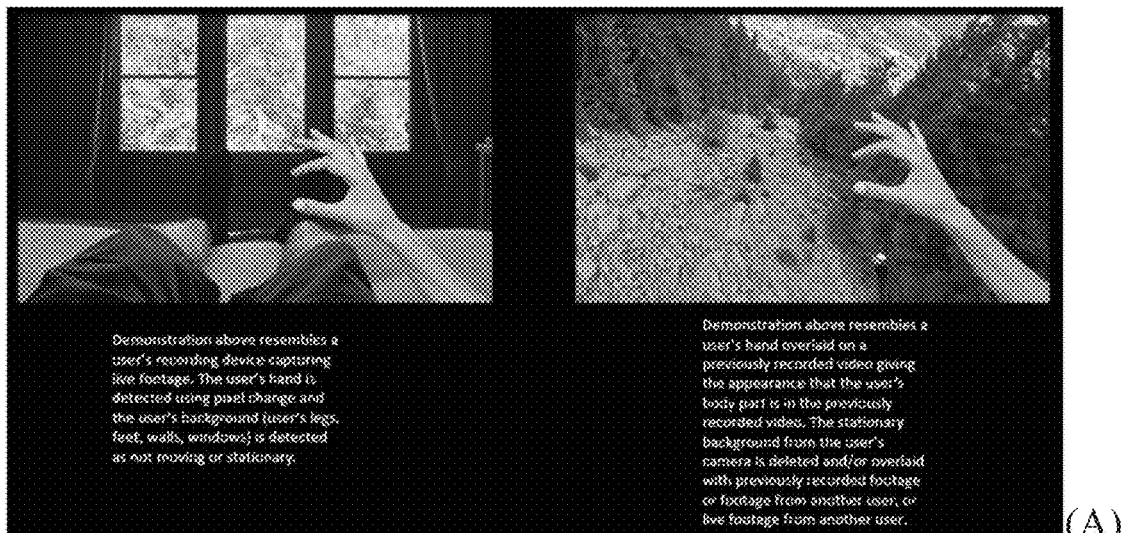 Demonstration above resembles a
user's recording device capturing
live footage. The user's hand is
detected using pixel change and
the user's background (user's legs,
feet, walls, windows) is detected
as not moving or stationary.
Demonstration above resembles a
user's hand overlaid on a
previously recorded video giving
the appearance that the user's
body part is in the previously
recorded video. The stationary
background from the user's
camera is deleted and/or overlaid
with previously recorded footage
or footage from another user, or
live footage from another user.
(A)